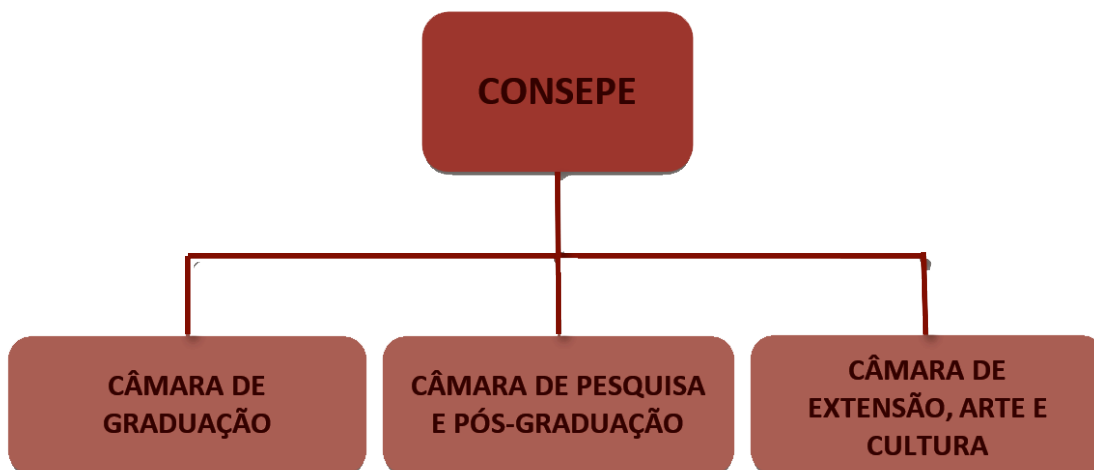 CONSEPE
CÂMARA DE
GRADUAÇÃO
CÂMARA DE PESQUISA
E PÓS-GRADUAÇÃO
CÂMARA DE
EXTENSÃO, ARTE E
CULTURA